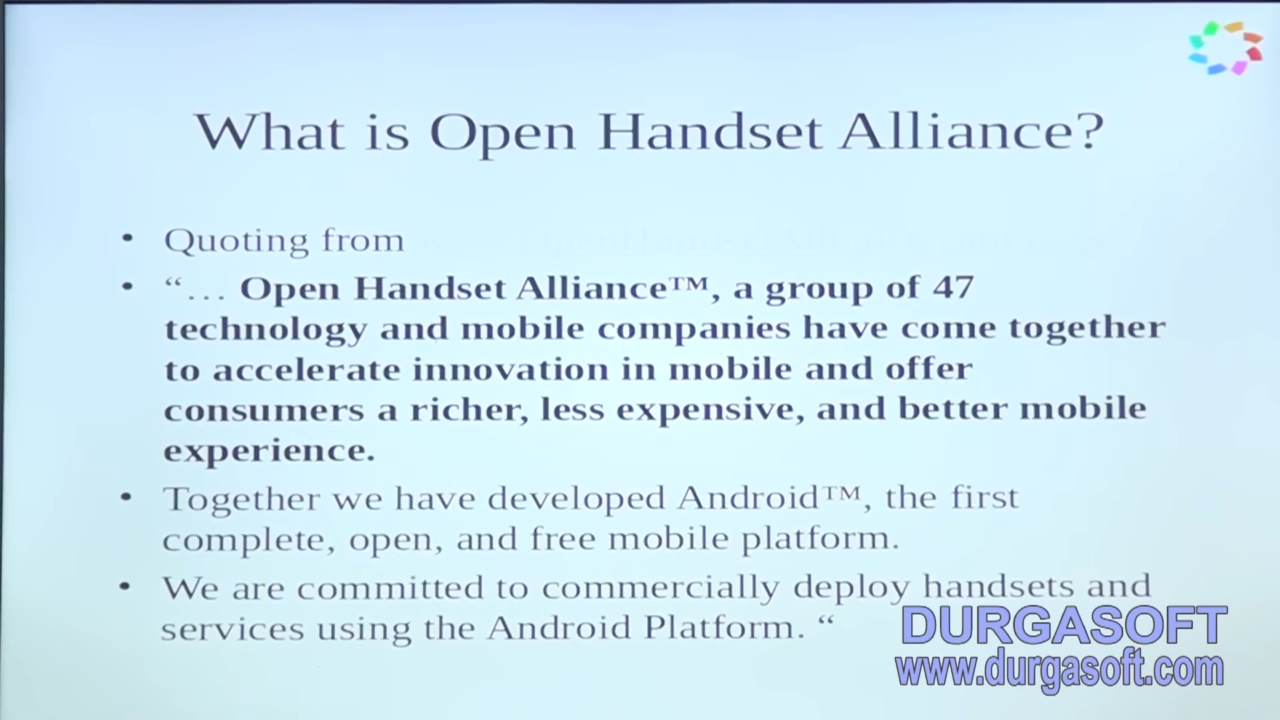 What is Open Handset Alliance?
• Quoting from
• “… Open Handset Alliance™, a group of 47
technology and mobile companies have come together
to accelerate innovation in mobile and offer
consumers a richer, less expensive, and better mobile
experience.
• Together we have developed Android™, the first
complete, open, and free mobile platform.
• We are committed to commercially deploy handsets and
services using the Android Platform. “
DURGASOFT
www.durgasoft.com